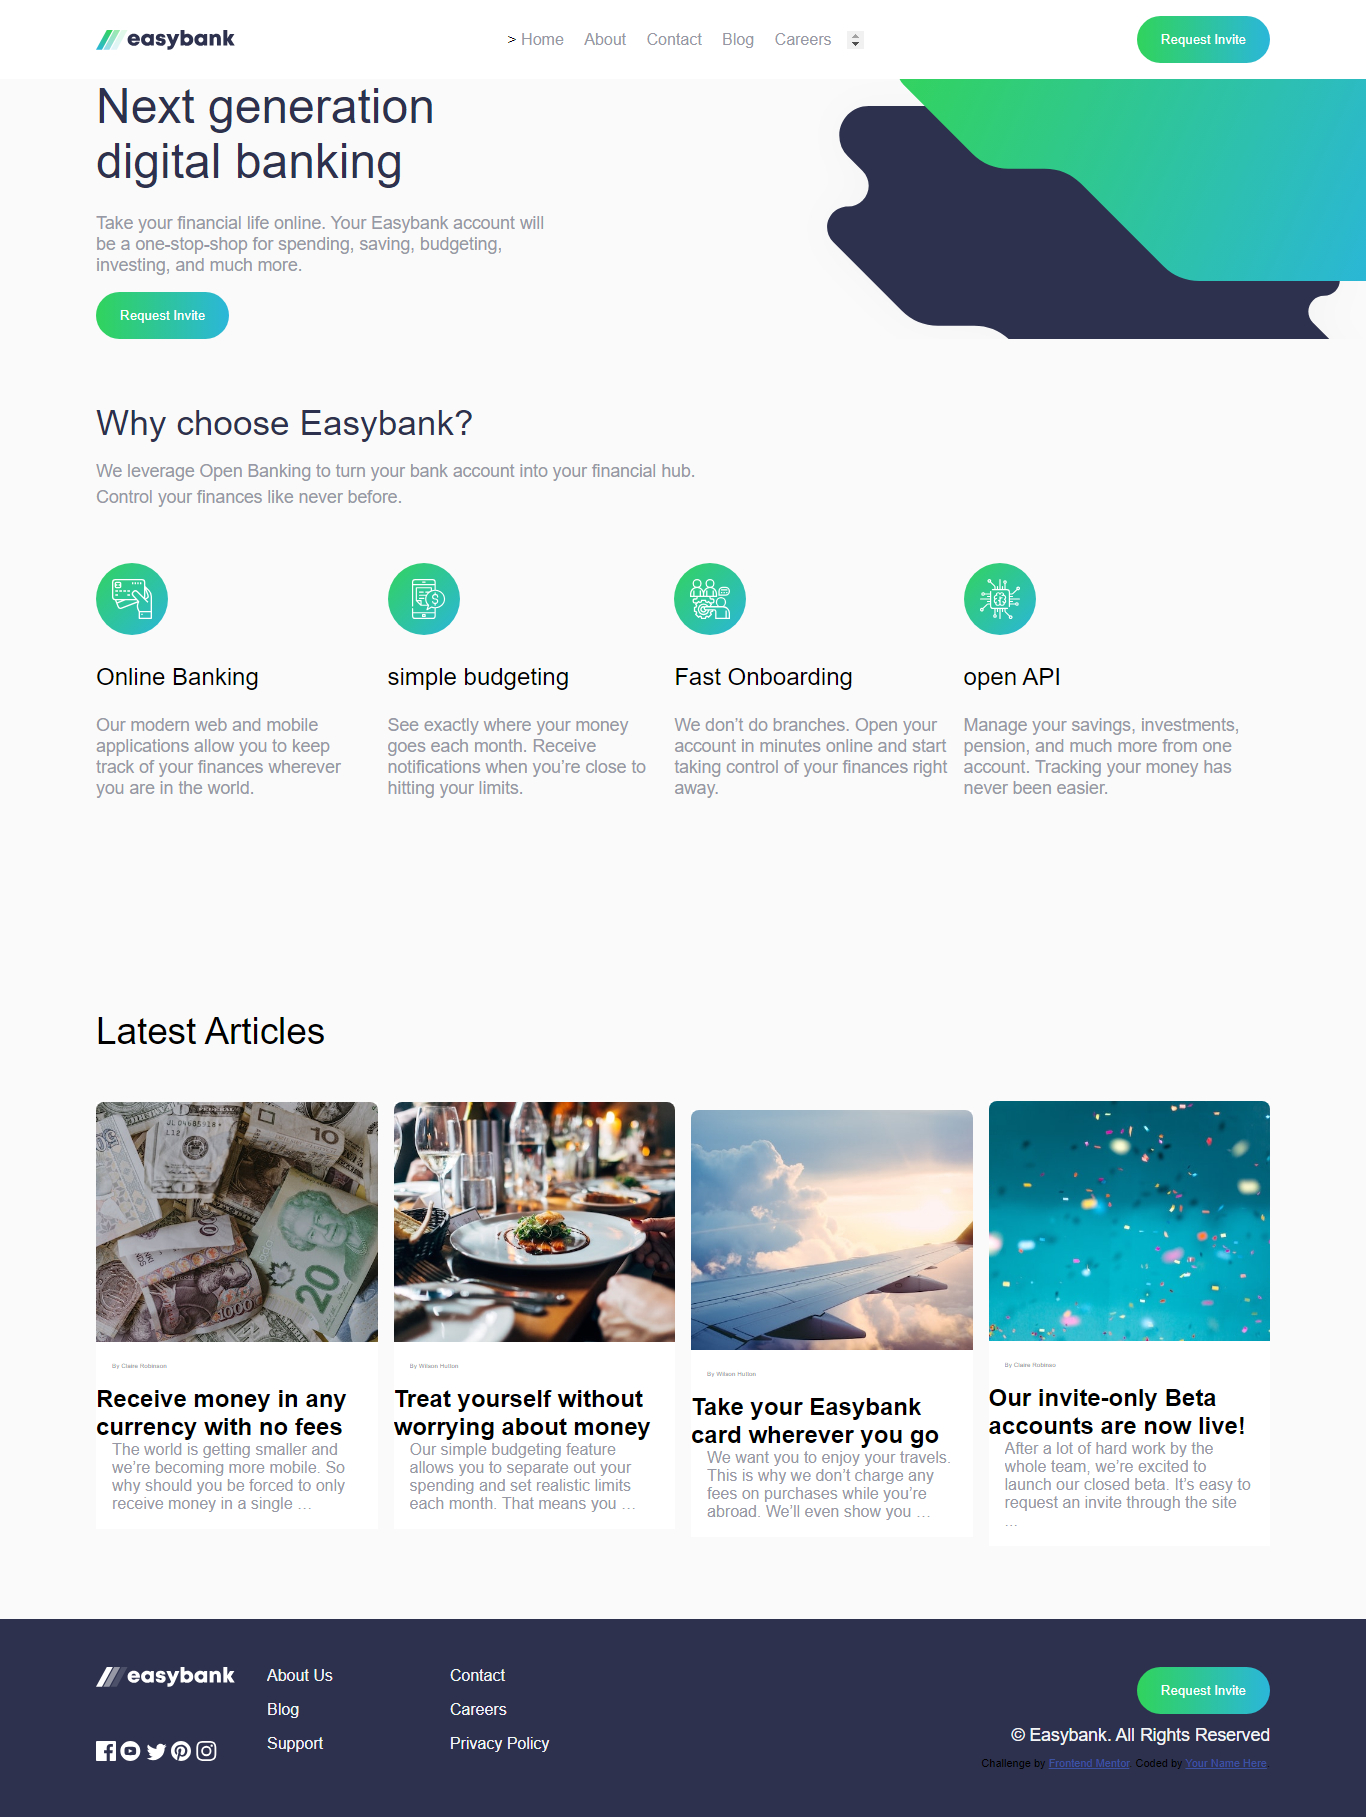 easybank
> Home About Contact Blog Careers
Request Invite
Next generation
digital banking
Take your financial life online. Your Easybank account will
be a one-stop-shop for spending, saving, budgeting,
investing, and much more.
Request Invite
Why choose Easybank?
We leverage Open Banking to turn your bank account into your financial hub.
Control your finances like never before.
Online Banking
Our modern web and mobile
applications allow you to keep
track of your finances wherever
you are in the world.
simple budgeting
See exactly where your money
goes each month. Receive
notifications when you’re close to
hitting your limits.
Fast Onboarding
We don’t do branches. Open your
account in minutes online and start
taking control of your finances right
away.
open API
Manage your savings, investments,
pension, and much more from one
account. Tracking your money has
never been easier.
Latest Articles
By Claire Robinson
Receive money in any
currency with no fees
The world is getting smaller and
we’re becoming more mobile. So
why should you be forced to only
receive money in a single …
By Wilson Hutton
Treat yourself without
worrying about money
Our simple budgeting feature
allows you to separate out your
spending and set realistic limits
each month. That means you …
By Wilson Hutton
Take your Easybank
card wherever you go
We want you to enjoy your travels.
This is why we don’t charge any
fees on purchases while you’re
abroad. We’ll even show you …
By Claire Robinso
Our invite-only Beta
accounts are now live!
After a lot of hard work by the
whole team, we’re excited to
launch our closed beta. It’s easy to
request an invite through the site
...
easybank
About Us
Blog
Support
Contact
Careers
Privacy Policy
Request Invite
© Easybank. All Rights Reserved
Challenge by Frontend Mentor. Coded by Your Name Here.